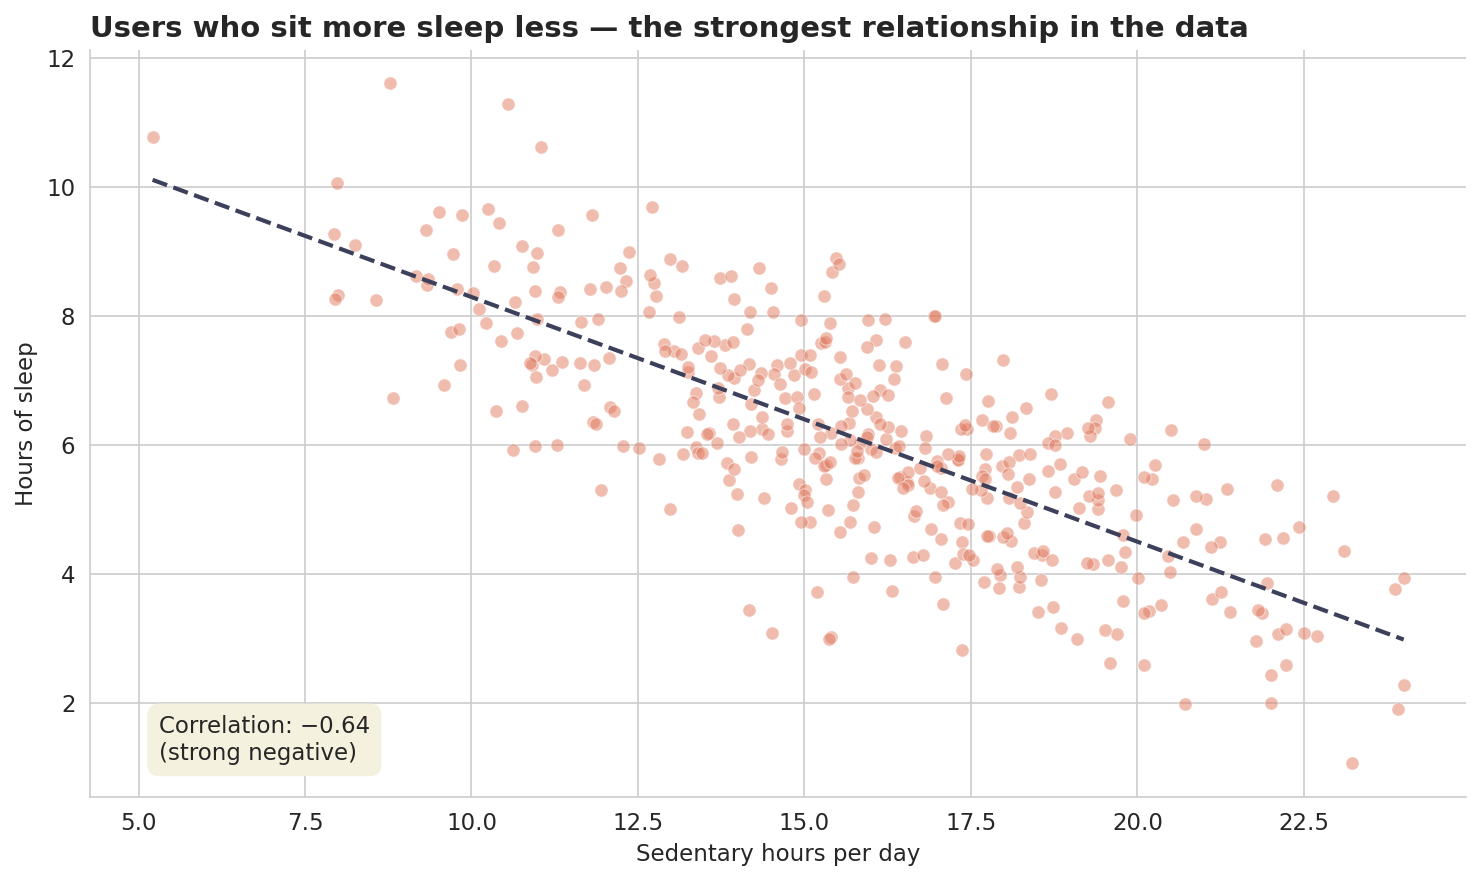 Users who sit more sleep less — the strongest relationship in the data
12
10
8
6
4
2
Hours of sleep
Correlation: −0.64
(strong negative)
5.0
7.5
10.0
12.5
15.0
17.5
20.0
22.5
Sedentary hours per day